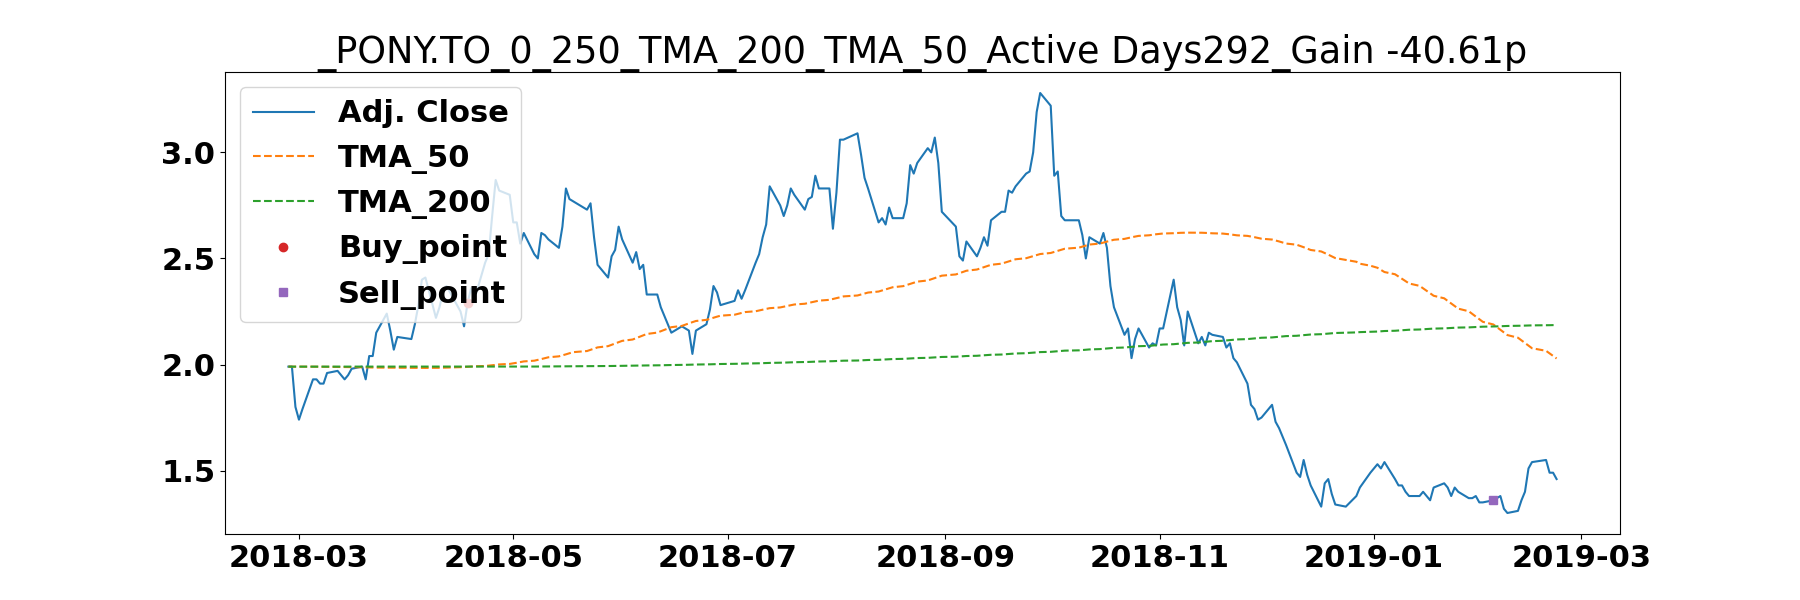 _PONY.TO_0_250_TMA_200_TMA_50_Active Days292_Gain -40.61p
Adj. Close
TMA_50
TMA_200
Buy_point
Sell_point
3.0
2.5
2.0
1.5
2018-03 2018-05 2018-07 2018-09 2018-11 2019-01 2019-03